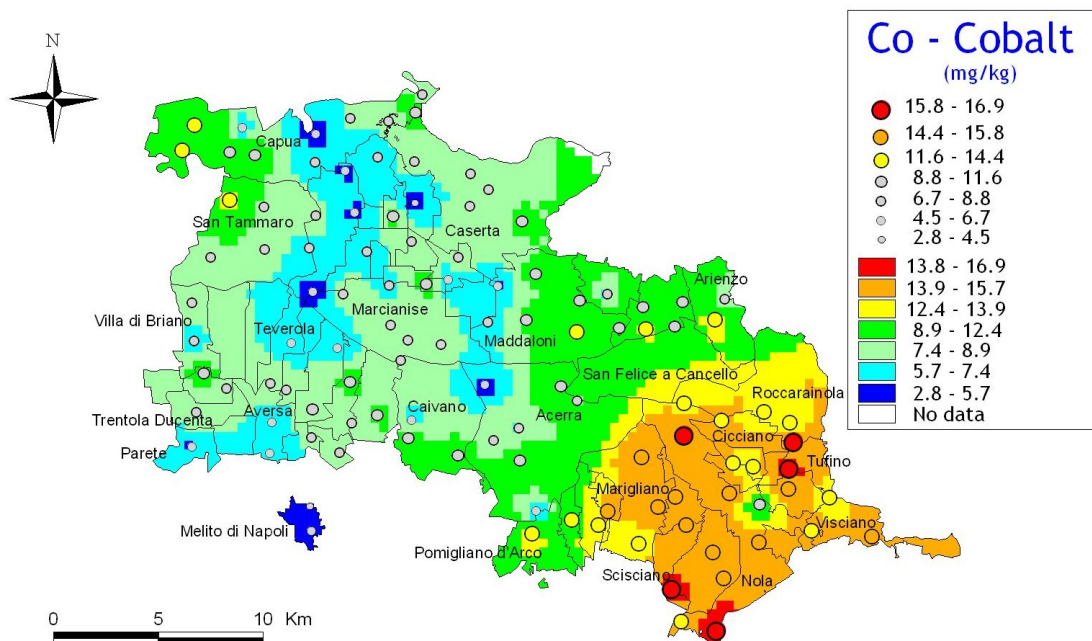 N
Co - Cobalt
(mg/kg)
15.8 - 16.9
14.4 - 15.8
11.6 - 14.4
8.8 - 11.6
6.7 - 8.8
4.5 - 6.7
2.8 - 4.5
13.8 - 16.9
13.9 - 15.7
12.4 - 13.9
8.9 - 12.4
7.4 - 8.9
5.7 - 7.4
2.8 - 5.7
No data
Capua
San Tammaro
Caserta
Arienzo
Villa di Briano
Marcianise
Teverola
Maddaloni
San Felice a Cancello
Roccarainola
Trentola Ducenta
Aversa
Caivano
Acerra
Cicciano
Parete
Tufino
Marigliano
Melito di Napoli
Visciano
Pomigliano d'Arco
Scisciano
Nola
0 10 Km